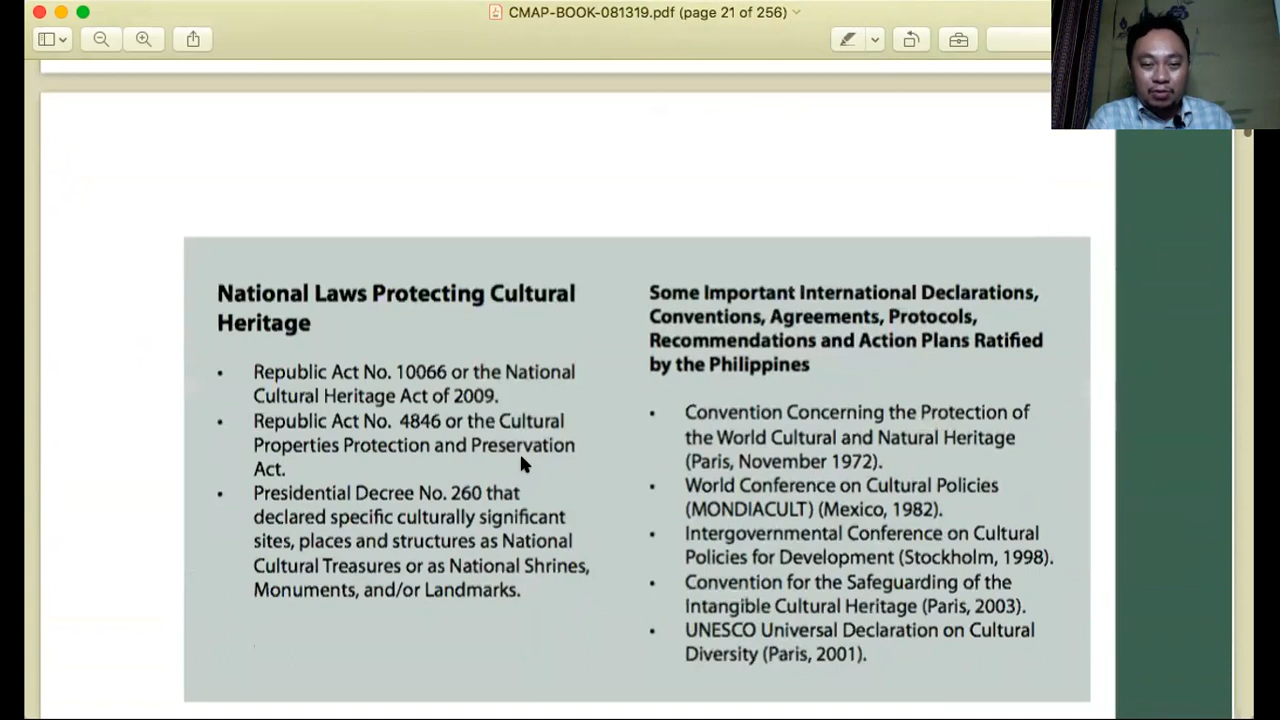 CMAP-BOOK-081319.pdf (page 21 of 256)
National Laws Protecting Cultural
Heritage
• Republic Act No. 10066 or the National
Cultural Heritage Act of 2009.
• Republic Act No. 4846 or the Cultural
Properties Protection and Preservation
Act.
• Presidential Decree No. 260 that
declared specific culturally significant
sites, places and structures as National
Cultural Treasures or as National Shrines,
Monuments, and/or Landmarks.
Some Important International Declarations,
Conventions, Agreements, Protocols,
Recommendations and Action Plans Ratified
by the Philippines
• Convention Concerning the Protection of
the World Cultural and Natural Heritage
(Paris, November 1972).
• World Conference on Cultural Policies
(MONDIACULT) (Mexico, 1982).
• Intergovernmental Conference on Cultural
Policies for Development (Stockholm, 1998).
• Convention for the Safeguarding of the
Intangible Cultural Heritage (Paris, 2003).
• UNESCO Universal Declaration on Cultural
Diversity (Paris, 2001).